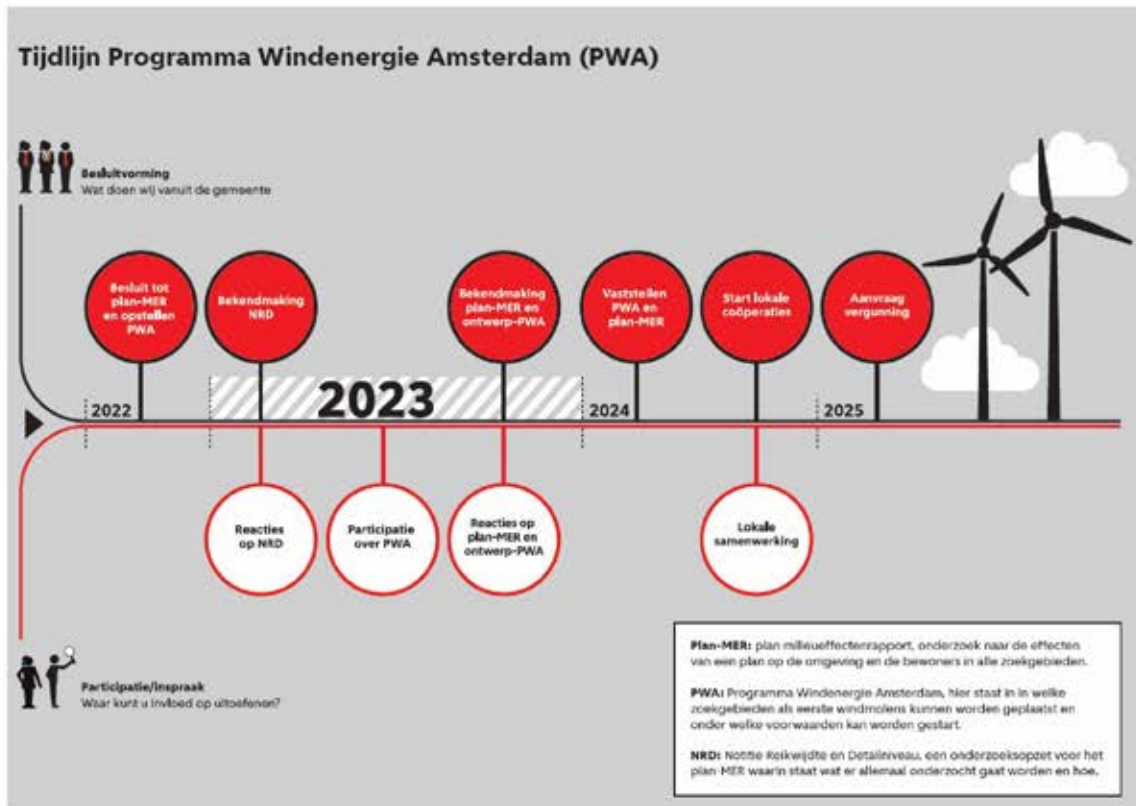 Tijdlijn Programma Windenergie Amsterdam (PWA)
Besluitvorming
Wat doen wij vanuit de gemeente
Besluit tot
plan-MER
en opstellen
PWA
Bekendmaking
NRD
Bekendmaking
plan-MER en
ontwerp-PWA
Vaststellen
PWA en
plan-MER
Start lokale
coöperaties
Aanvraag
vergunning
2022
2023
2024
2025
Reacties
op NRD
Participatie
over PWA
Reacties op
plan-MER en
ontwerp-PWA
Lokale
samenwerking
Participatie/inspraak
Waar kunt u invloed op uitoefenen?
Plan-MER: plan milieueffectenrapport, onderzoek naar de effecten
van een plan op de omgeving en de bewoners in alle zoekgebieden.
PWA: Programma Windenergie Amsterdam, hier staat in in welke
zoekgebieden als eerste windmolens kunnen worden geplaatst en
onder welke voorwaarden kan worden gestart.
NRD: Notitie Reikwijdte en Detailniveau, een onderzoeksopzet voor het
plan-MER waarin staat wat er allemaal onderzocht gaat worden en hoe.